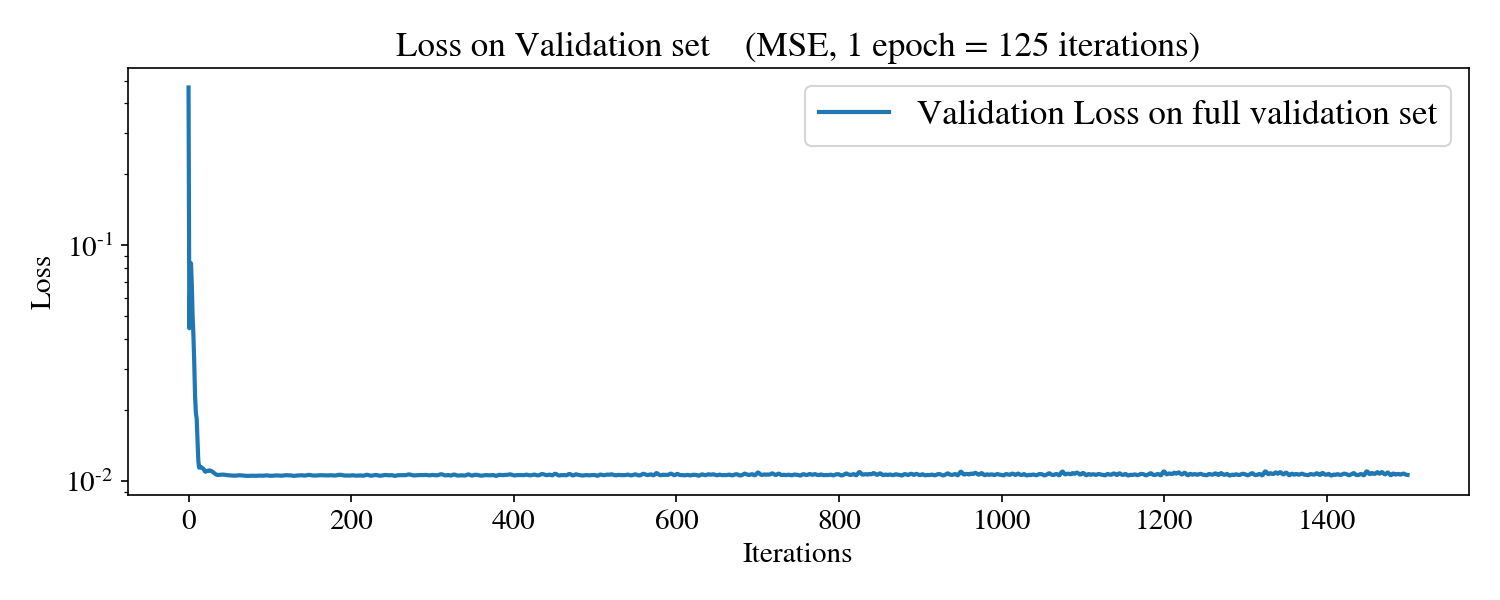 Loss on Validation set (MSE, 1 epoch = 125 iterations)
Validation Loss on full validation set
Loss
10-1
10-2
0 200 400 600 800 1000 1200 1400
Iterations